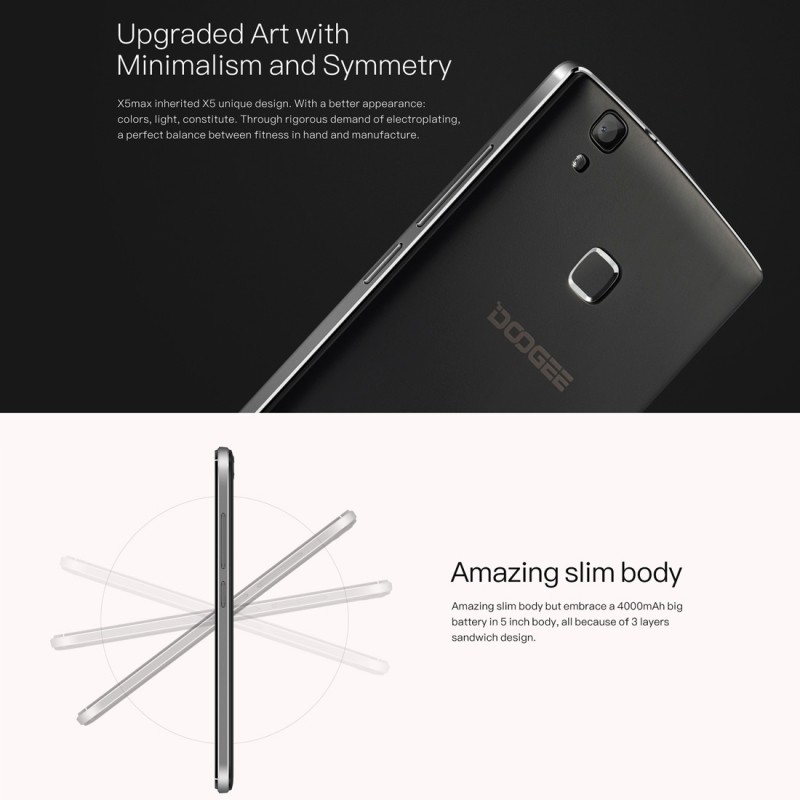 Upgraded Art with
Minimalism and Symmetry
X5max inherited X5 unique design. With a better appearance:
colors, light, constitute. Through rigorous demand of electroplating,
a perfect balance between fitness in hand and manufacture.
DOOGEE
Amazing slim body
Amazing slim body but embrace a 4000mAh big
battery in 5 inch body, all because of 3 layers
sandwich design.